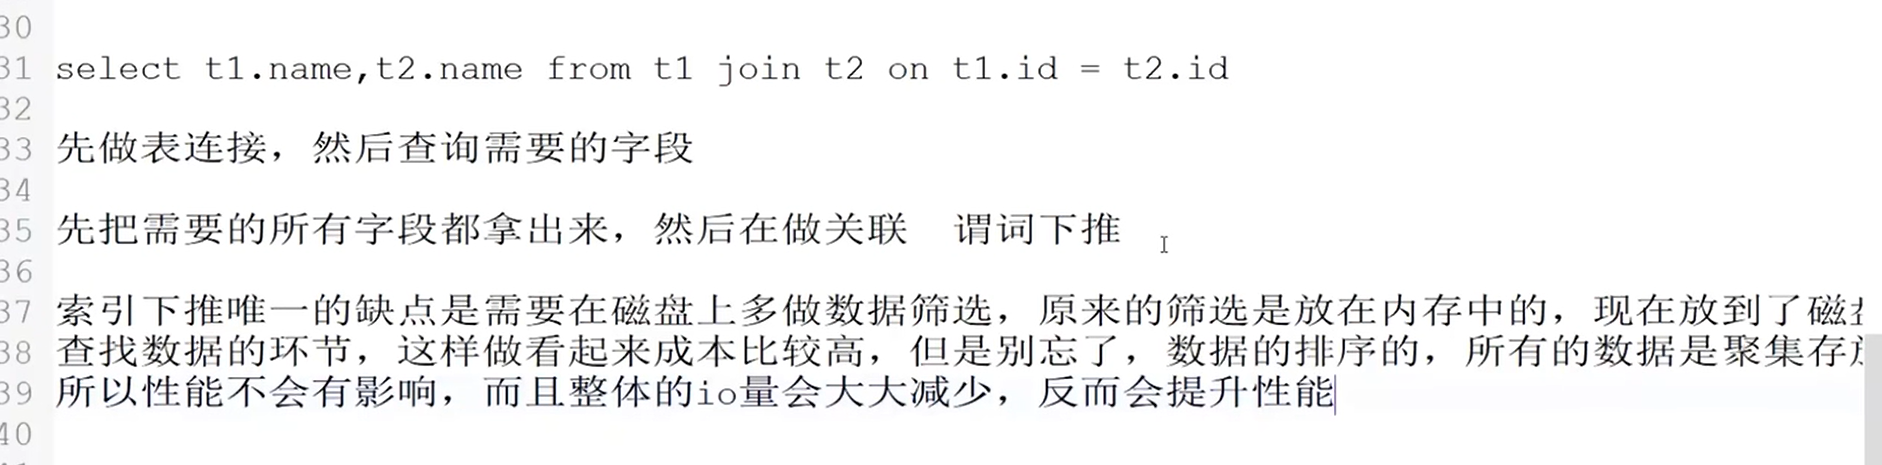 30
31 select t1.name,t2.name from t1 join t2 on t1.id = t2.id
32
33 先做表连接，然后查询需要的字段
34
35 先把需要的所有字段都拿出来，然后在做关联 谓词下推
36
37 索引下推唯一的缺点是需要在磁盘上多做数据筛选，原来的筛选是放在内存中的，现在放到了磁
38 查找数据的环节，这样做看起来成本比较高，但是别忘了，数据的排序的，所有的数据是聚集存
39 所以性能不会有影响，而且整体的io量会大大减少，反而会提升性能
40